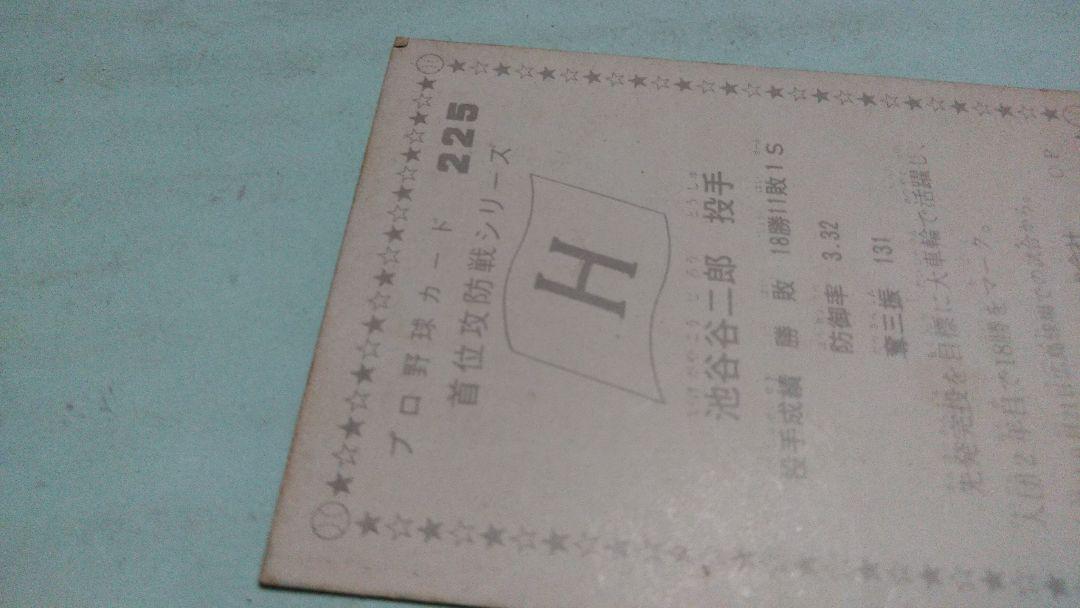 プロ野球カード 225
首位攻防戦シリーズ
H
池谷谷二郎 投手
投手成績 勝敗 18勝11敗1S
防御率 3.32
奪三振 131
先発完投を目標に大車輪で活躍し、
入団2年目で18勝をマーク。